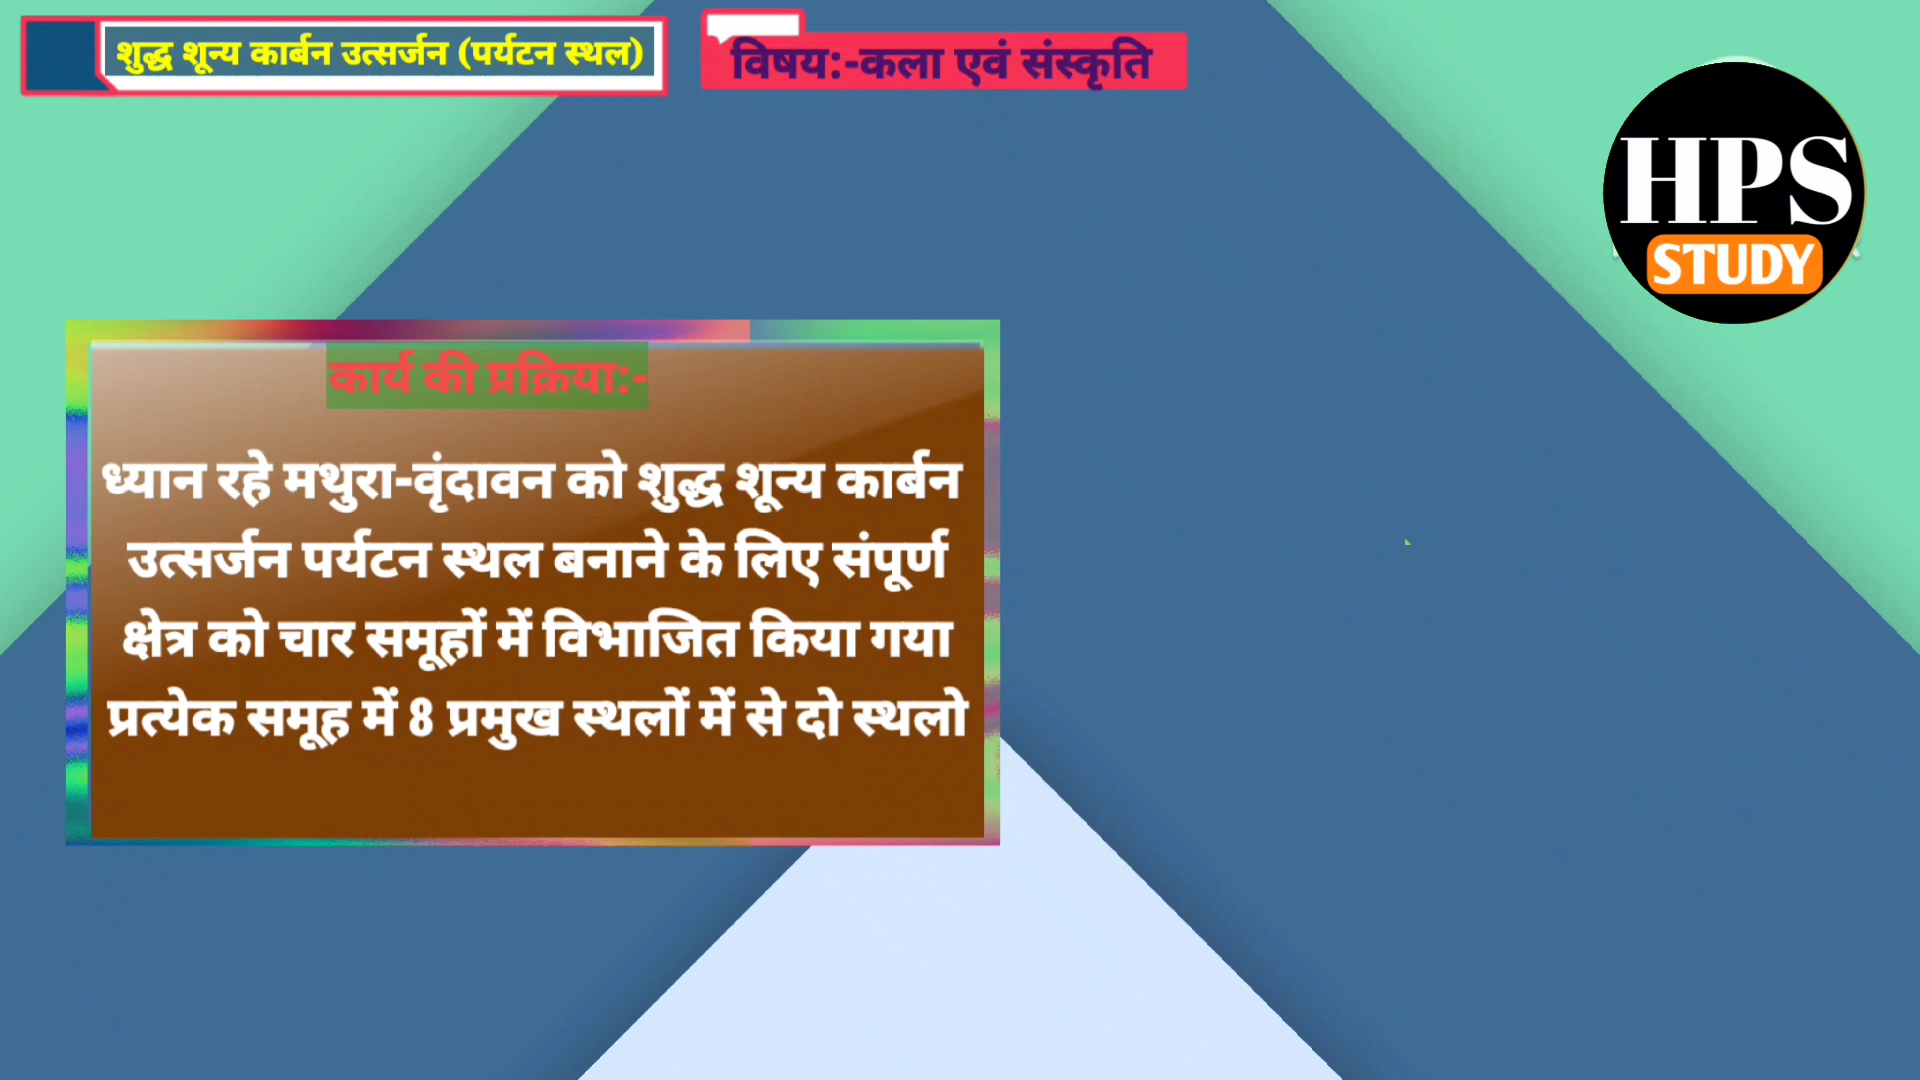 शुद्ध शून्य कार्बन उत्सर्जन (पर्यटन स्थल)
विषय:-कला एवं संस्कृति
HPS
STUDY
कार्य की प्रक्रिया:-
ध्यान रहे मथुरा-वृंदावन को शुद्ध शून्य कार्बन
उत्सर्जन पर्यटन स्थल बनाने के लिए संपूर्ण
क्षेत्र को चार समूहों में विभाजित किया गया
प्रत्येक समूह में 8 प्रमुख स्थलों में से दो स्थलो